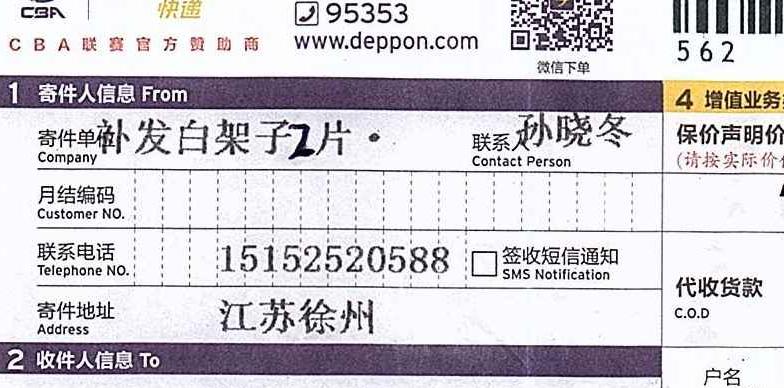 CBA 快递 95353
CBA联赛官方赞助商 www.deppon.com
微信下单
562
1 寄件人信息 From
4 增值业务
寄件单位 补发白架子2片.
Company
联系人 孙晓冬
Contact Person
保价声明价
(请按实际价
月结编码
Customer NO.
联系电话 15152520588
Telephone NO.
签收短信通知
SMS Notification
代收货款
C.O.D
寄件地址 江苏徐州
Address
2 收件人信息 To
户名